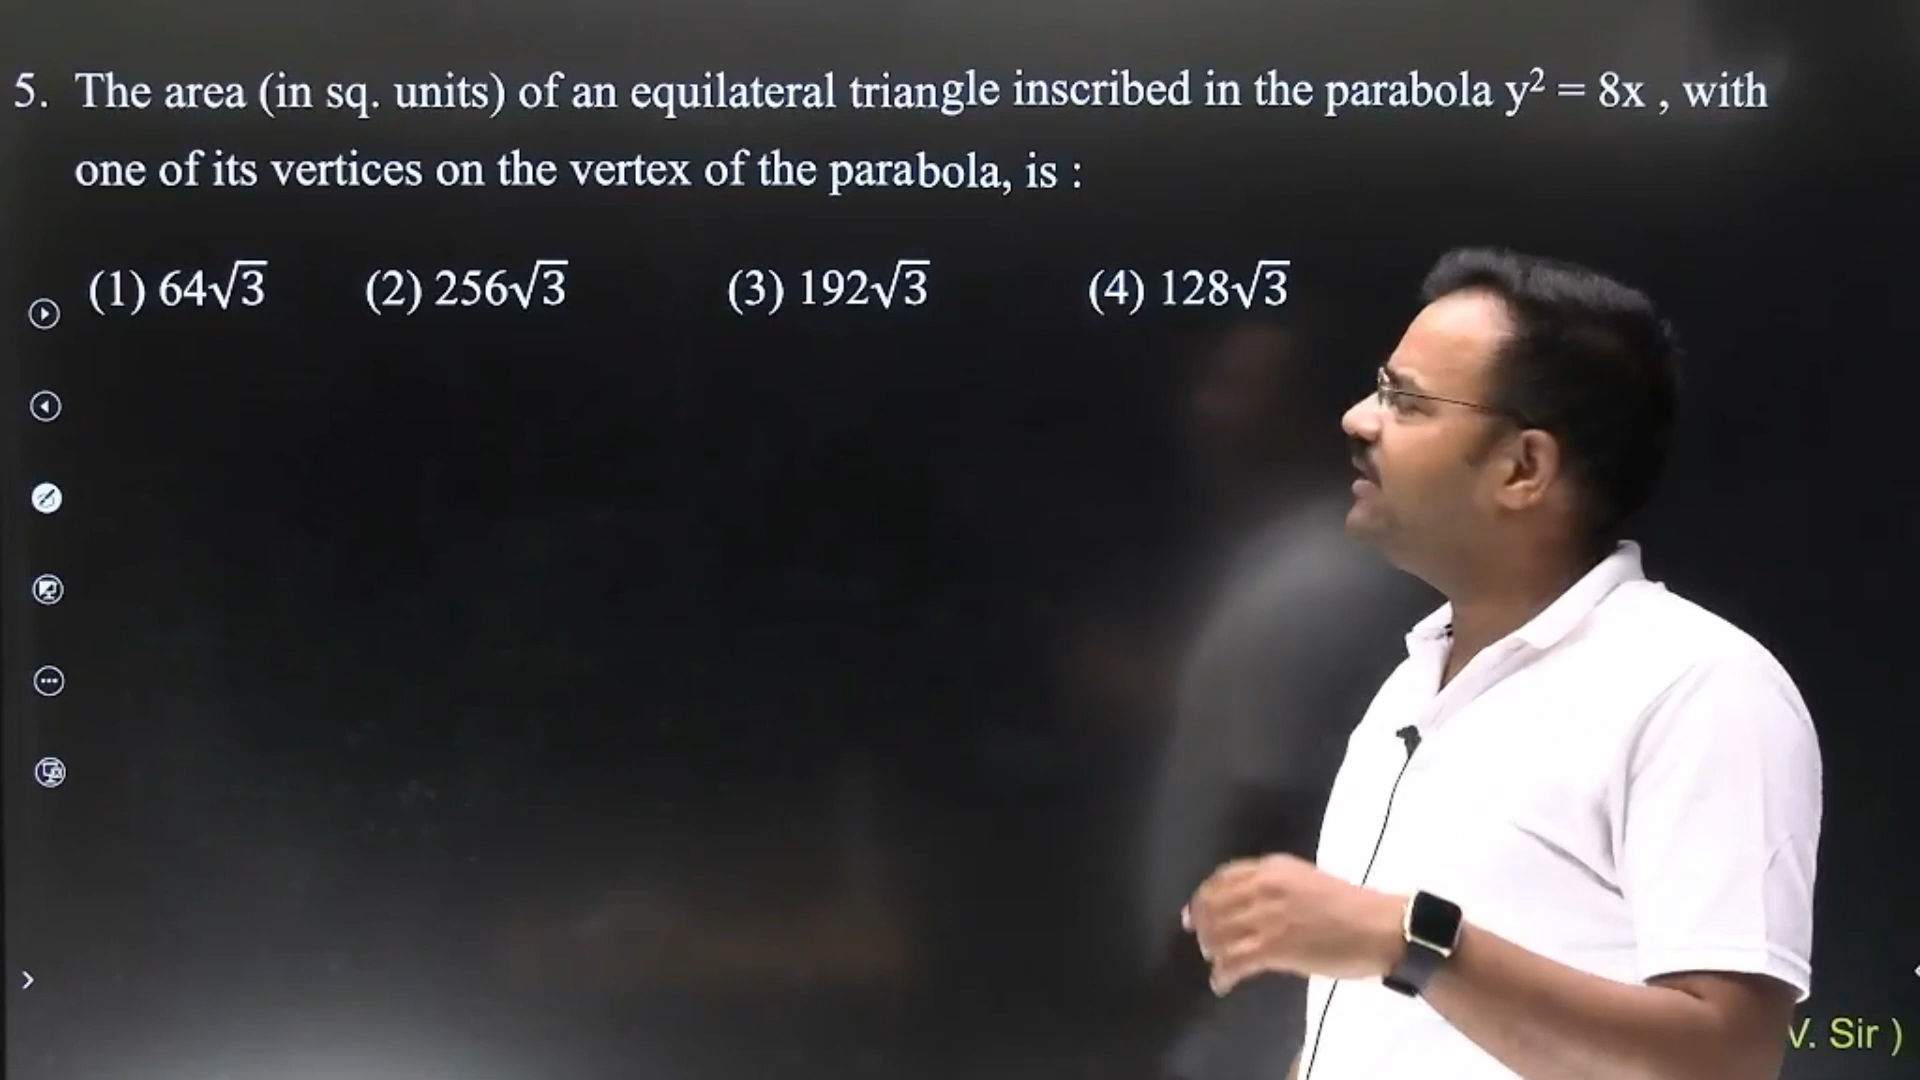 5. The area (in sq. units) of an equilateral triangle inscribed in the parabola y² = 8x , with
one of its vertices on the vertex of the parabola, is :
(1) 64√3 (2) 256√3 (3) 192√3 (4) 128√3
V. Sir )